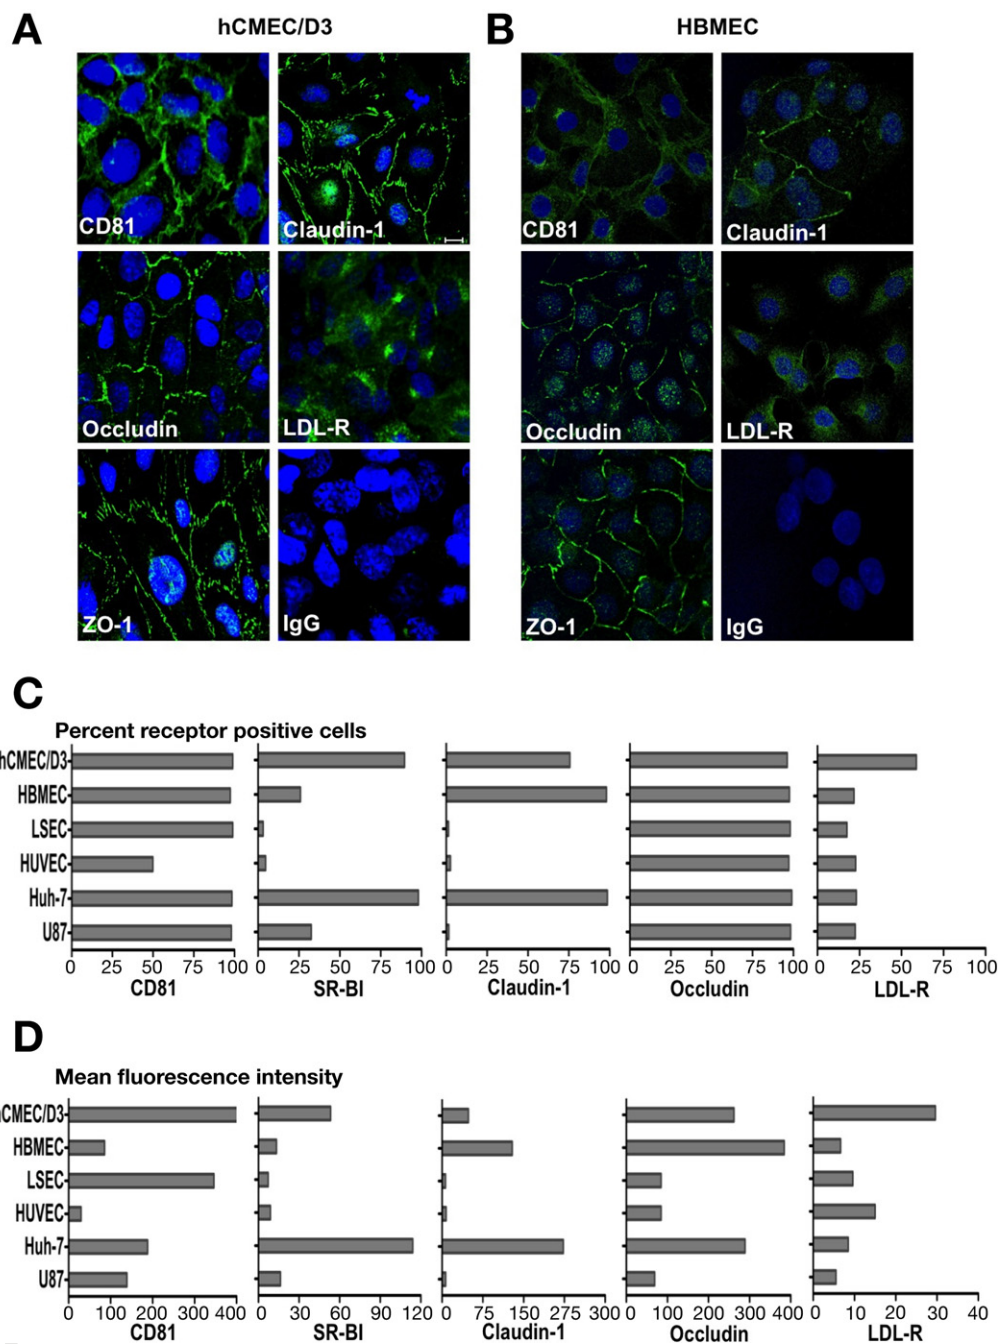 A hCMEC/D3 B HBMEC
CD81 Claudin-1 CD81 Claudin-1
Occludin LDL-R Occludin LDL-R
ZO-1 IgG ZO-1 IgG
C
Percent receptor positive cells
hCMEC/D3
HBMEC
LSEC
HUVEC
Huh-7
U87
0 25 50 75 100 0 25 50 75 100 0 25 50 75 100 0 25 50 75 100 0 25 50 75 100
CD81 SR-BI Claudin-1 Occludin LDL-R
D
Mean fluorescence intensity
CMEC/D3
HBMEC
LSEC
HUVEC
Huh-7
U87
0 100 200 300 400 0 30 60 90 120 0 75 150 225 300 0 100 200 300 400 0 10 20 30 40
CD81 SR-BI Claudin-1 Occludin LDL-R